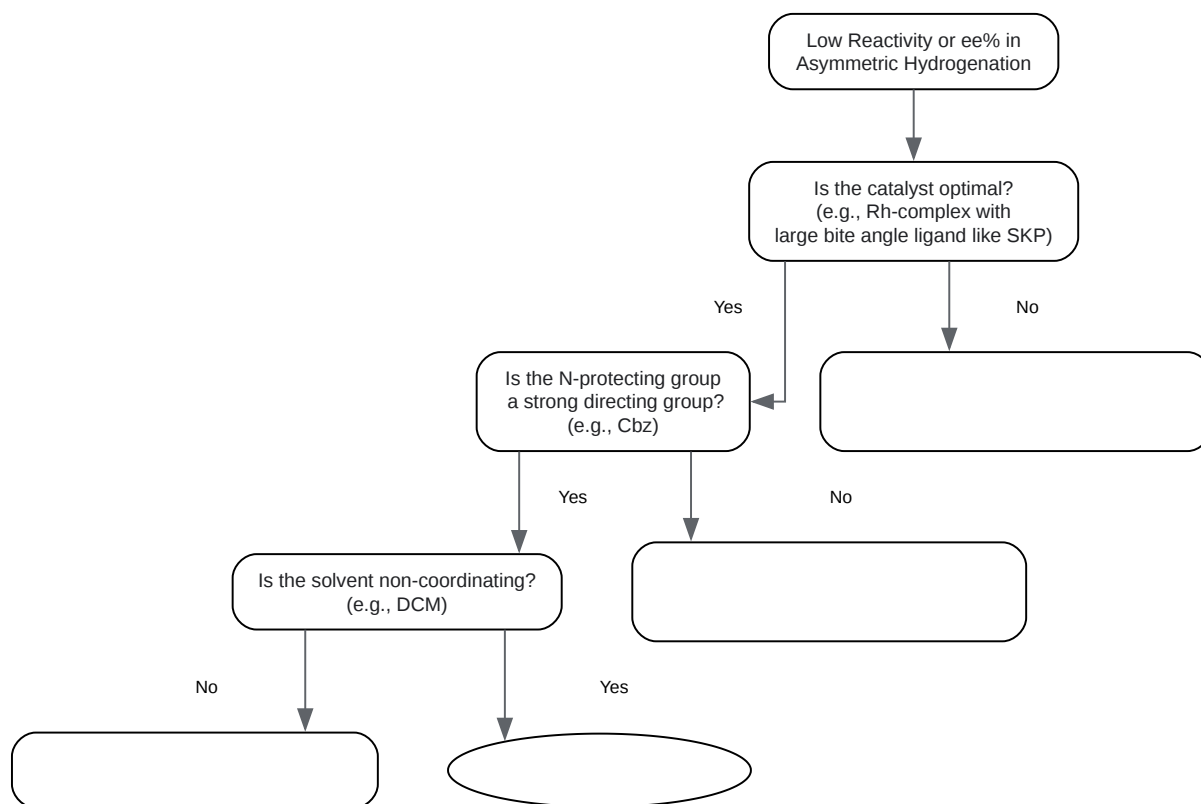 Low Reactivity or ee% in
Asymmetric Hydrogenation
Is the catalyst optimal?
(e.g., Rh-complex with
large bite angle ligand like SKP)
Yes
No
Is the N-protecting group
a strong directing group?
(e.g., Cbz)
Yes
No
Is the solvent non-coordinating?
(e.g., DCM)
No
Yes